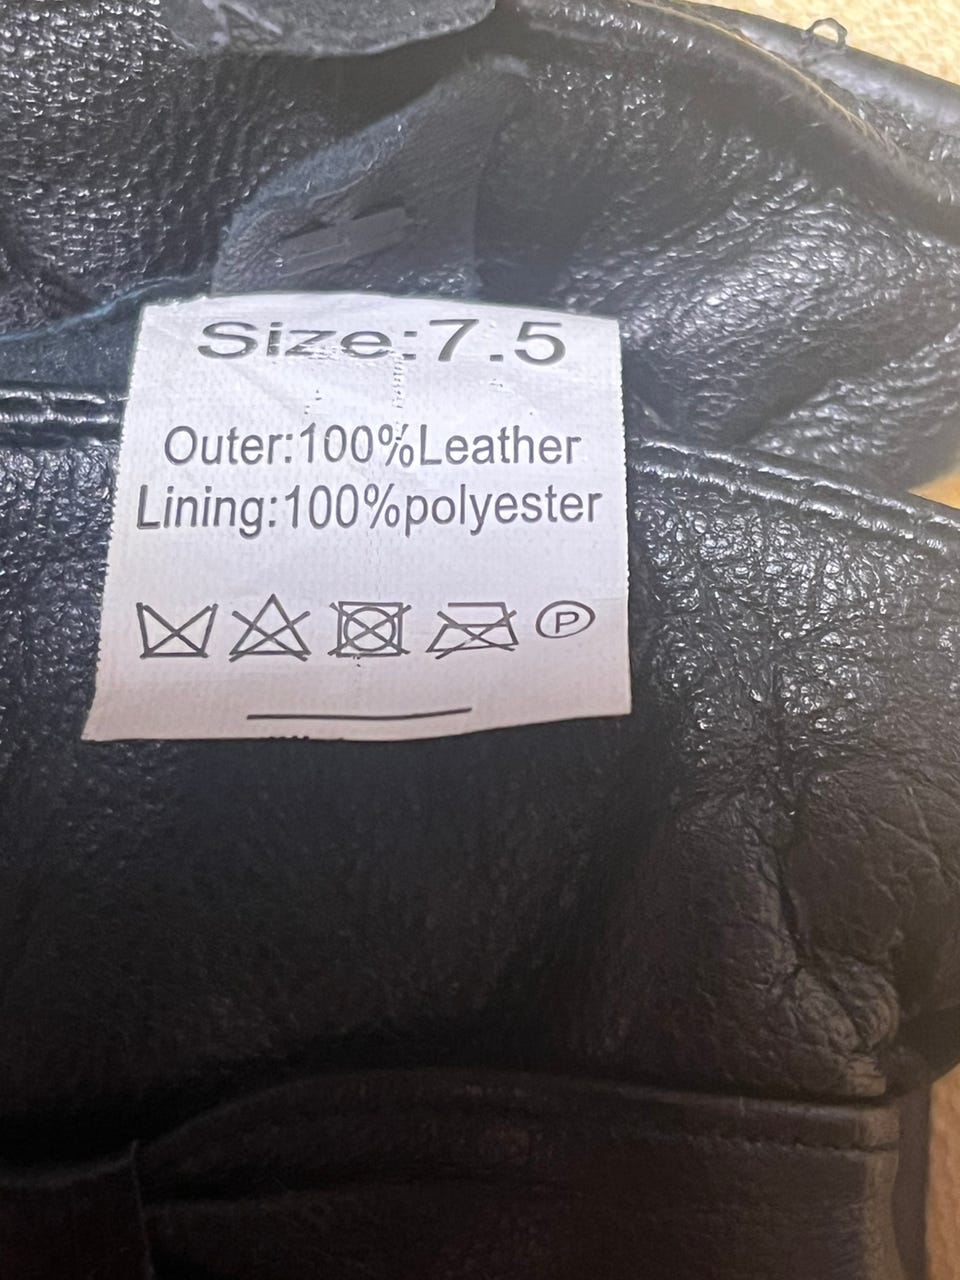 Size:7.5
Outer:100%Leather
Lining:100%polyester
P